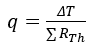 q = ΔT / ∑ R_Th